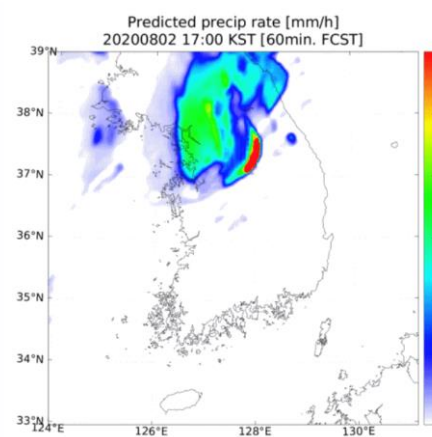 Predicted precip rate [mm/h]
20200802 17:00 KST [60min. FCST]
39°N
38°N
37°N
36°N
35°N
34°N
33°N
124°E
126°E
128°E
130°E